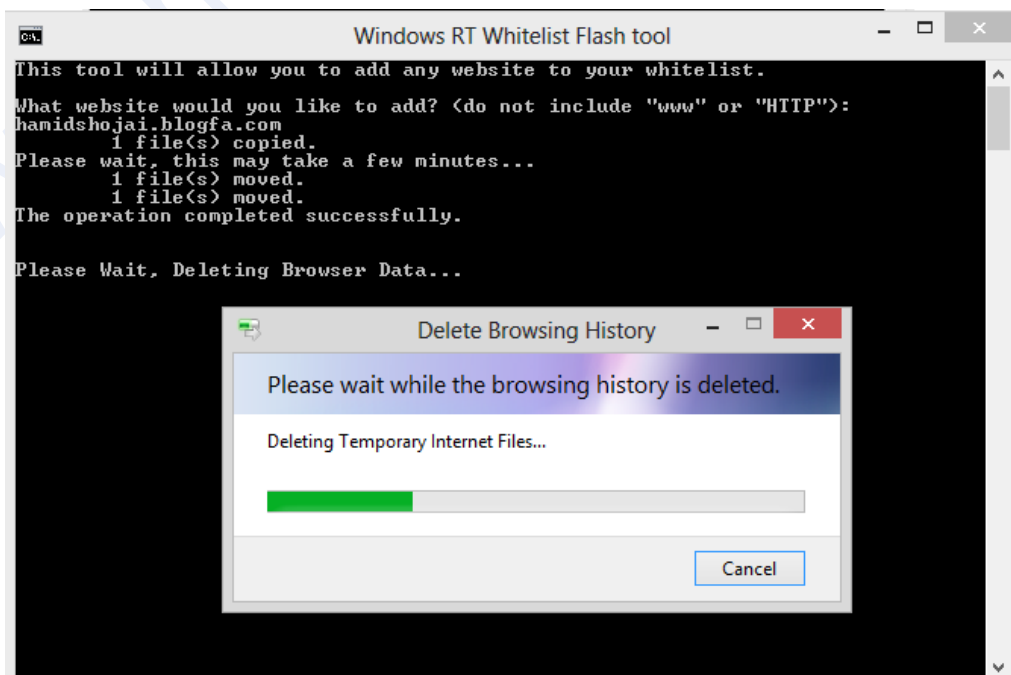 Windows RT Whitelist Flash tool
This tool will allow you to add any website to your whitelist.
What website would you like to add? (do not include "www" or "HTTP"):
hamidshojai.blogfa.com
1 file(s) copied.
Please wait, this may take a few minutes...
1 file(s) moved.
1 file(s) moved.
The operation completed successfully.
Please Wait, Deleting Browser Data...
Delete Browsing History
Please wait while the browsing history is deleted.
Deleting Temporary Internet Files...
Cancel